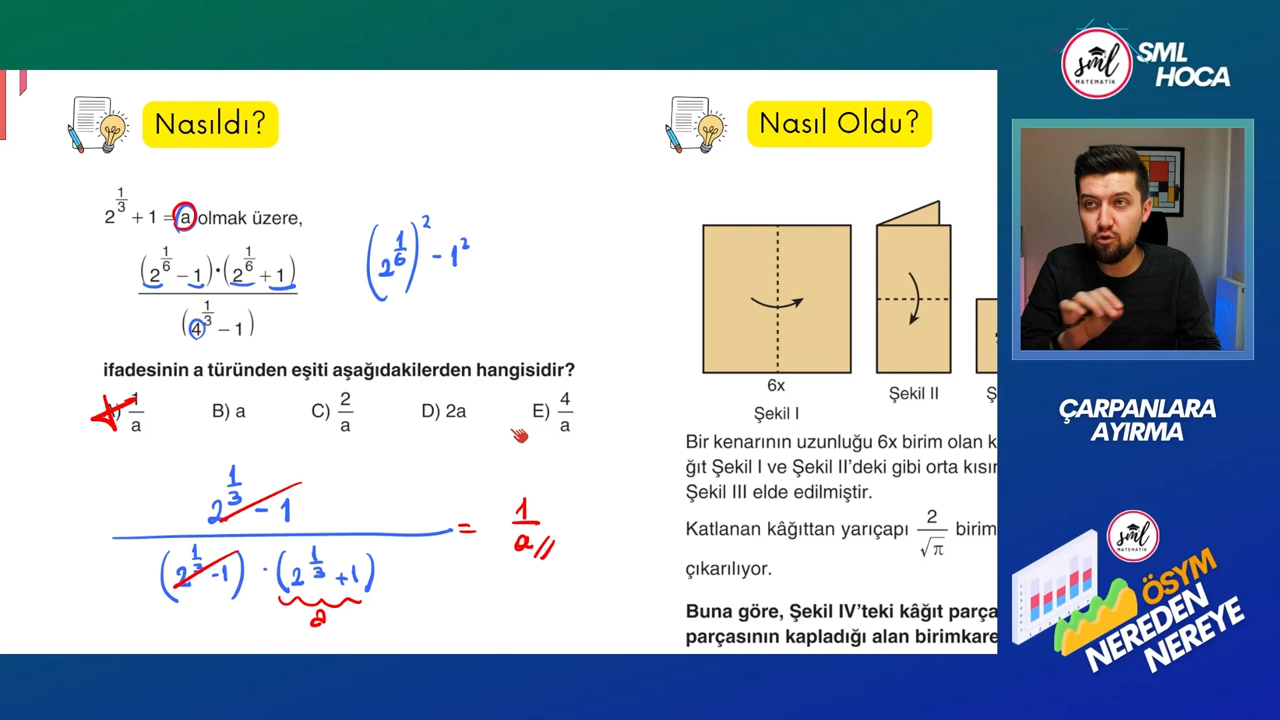 SML
HOCA
sml
MATEMATİK
Nasıldı?
2^(1/3) + 1 = a olmak üzere,
(2^(1/6) − 1)·(2^(1/6) + 1)
(4^(1/3) − 1)
(2^(1/6))^2 − 1^2
ifadesinin a türünden eşiti aşağıdakilerden hangisidir?
A) 1/a B) a C) 2/a D) 2a E) 4/a
2^(1/3) − 1
(2^(1/3) − 1) · (2^(1/3) + 1)
a
= 1/a //
Nasıl Oldu?
6x
Şekil I
Şekil II
Ş
Bir kenarının uzunluğu 6x birim olan k
ğıt Şekil I ve Şekil II’deki gibi orta kısır
Şekil III elde edilmiştir.
Katlanan kâğıttan yarıçapı 2/√π birim
çıkarılıyor.
Buna göre, Şekil IV’teki kâğıt parça
parçasının kapladığı alan birimkare
ÇARPANLARA
AYIRMA
sml
MATEMATİK
ÖSYM
NEREDEN
NEREYE